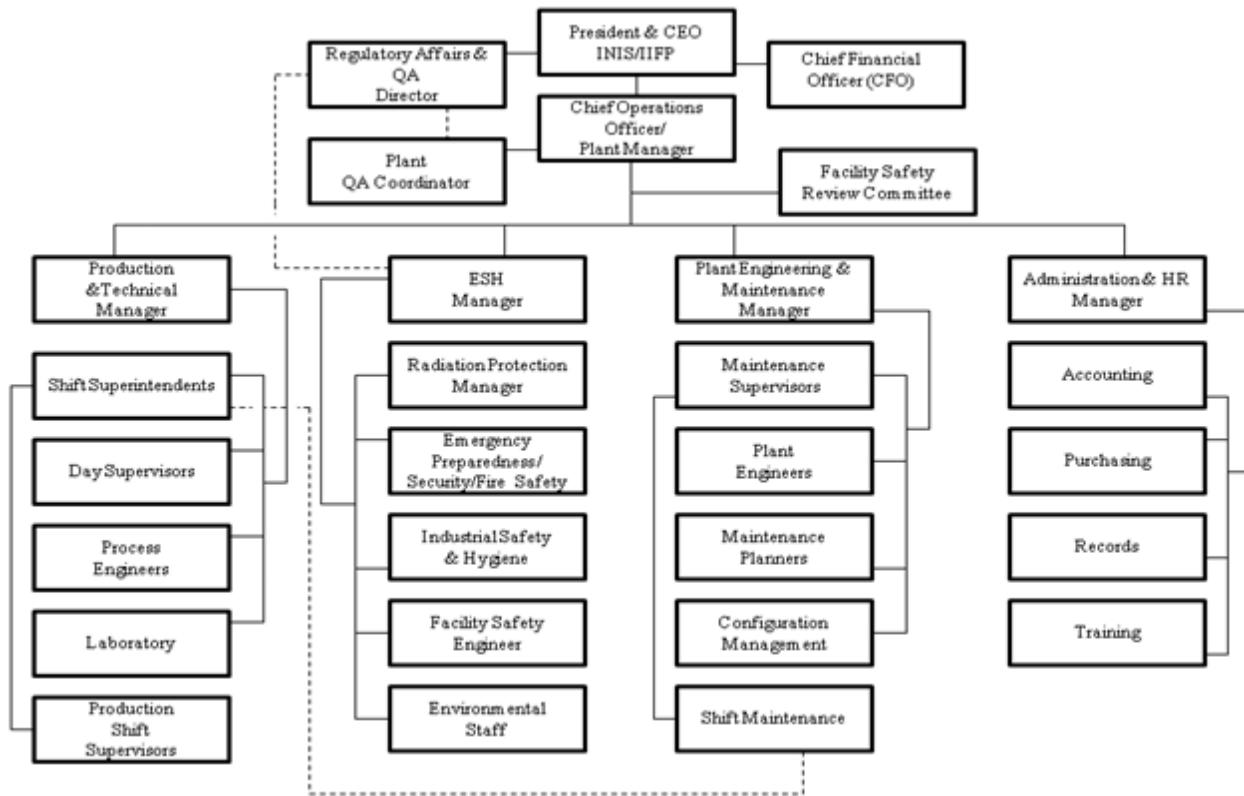 President & CEO
INIS/IIFP
Regulatory Affairs &
QA
Director
Chief Financial
Officer (CFO)
Chief Operations
Officer/
Plant Manager
Plant
QA Coordinator
Facility Safety
Review Committee
Production
&Technical
Manager
ESH
Manager
Plant Engineering &
Maintenance
Manager
Administration & HR
Manager
Shift Superintendents
Day Supervisors
Process
Engineers
Laboratory
Production
Shift
Supervisors
Radiation Protection
Manager
Emergency
Preparedness/
Security/Fire Safety
Industrial Safety
& Hygiene
Facility Safety
Engineer
Environmental
Staff
Maintenance
Supervisors
Plant
Engineers
Maintenance
Planners
Configuration
Management
Shift Maintenance
Accounting
Purchasing
Records
Training